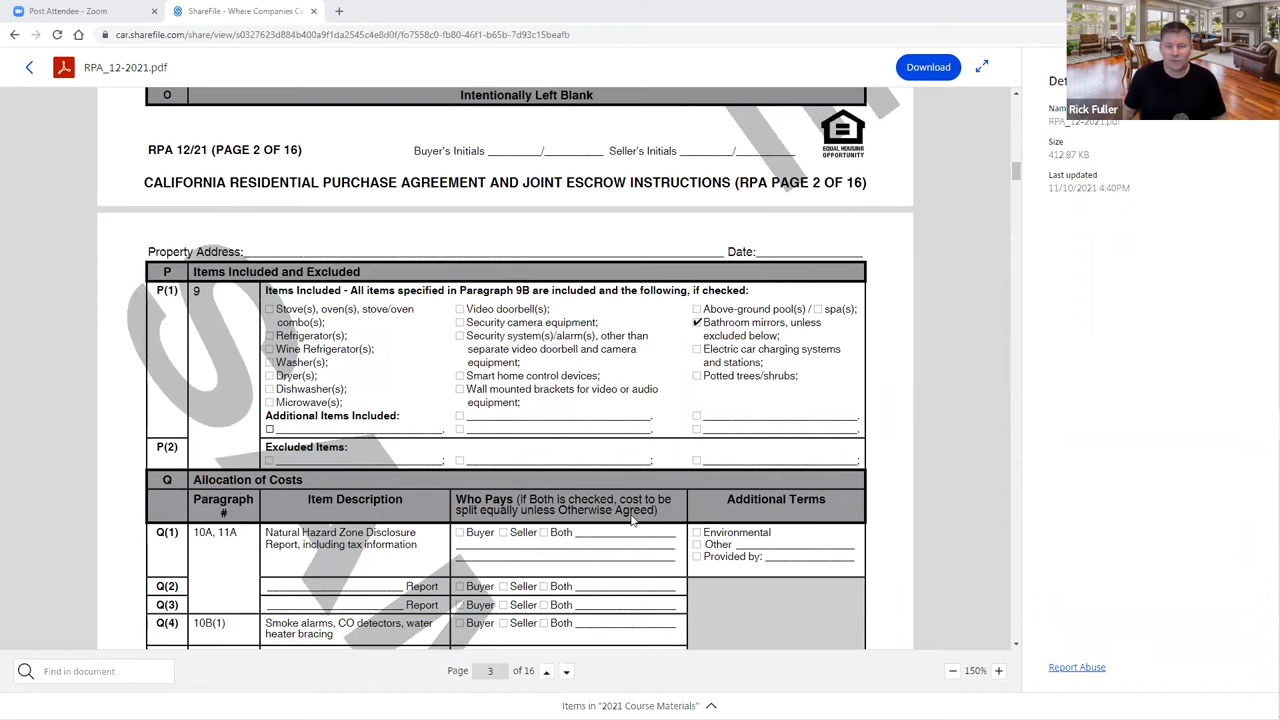 Post Attendee - Zoom
ShareFile - Where Companies Co
car.sharefile.com/share/view/s0327623d884b400a9f1da2545c4e8d0f/fo7558c0-fb80-46f1-b65b-7d93c15beafb
RPA_12-2021.pdf
Download
Rick Fuller
RPA_12-2021.pdf
Size
412.87 KB
Last updated
11/10/2021 4:40PM
O Intentionally Left Blank
EQUAL HOUSING
OPPORTUNITY
RPA 12/21 (PAGE 2 OF 16) Buyer's Initials ________/________ Seller's Initials ________/________
CALIFORNIA RESIDENTIAL PURCHASE AGREEMENT AND JOINT ESCROW INSTRUCTIONS (RPA PAGE 2 OF 16)
Property Address: Date:
P Items Included and Excluded
P(1) 9 Items Included - All items specified in Paragraph 9B are included and the following, if checked:
Stove(s), oven(s), stove/oven
combo(s);
Refrigerator(s);
Wine Refrigerator(s);
Washer(s);
Dryer(s);
Dishwasher(s);
Microwave(s);
Video doorbell(s);
Security camera equipment;
Security system(s)/alarm(s), other than
separate video doorbell and camera
equipment;
Smart home control devices;
Wall mounted brackets for video or audio
equipment;
Above-ground pool(s) / spa(s);
Bathroom mirrors, unless
excluded below;
Electric car charging systems
and stations;
Potted trees/shrubs;
Additional Items Included:
P(2) Excluded Items:
Q Allocation of Costs
Paragraph
#
Item Description
Who Pays (if Both is checked, cost to be
split equally unless Otherwise Agreed)
Additional Terms
Q(1) 10A, 11A Natural Hazard Zone Disclosure
Report, including tax information
Buyer Seller Both
Environmental
Other
Provided by:
Q(2) Report Buyer Seller Both
Q(3) Report Buyer Seller Both
Q(4) 10B(1) Smoke alarms, CO detectors, water
heater bracing
Buyer Seller Both
Find in document
Page 3 of 16
150%
Report Abuse
Items in "2021 Course Materials"